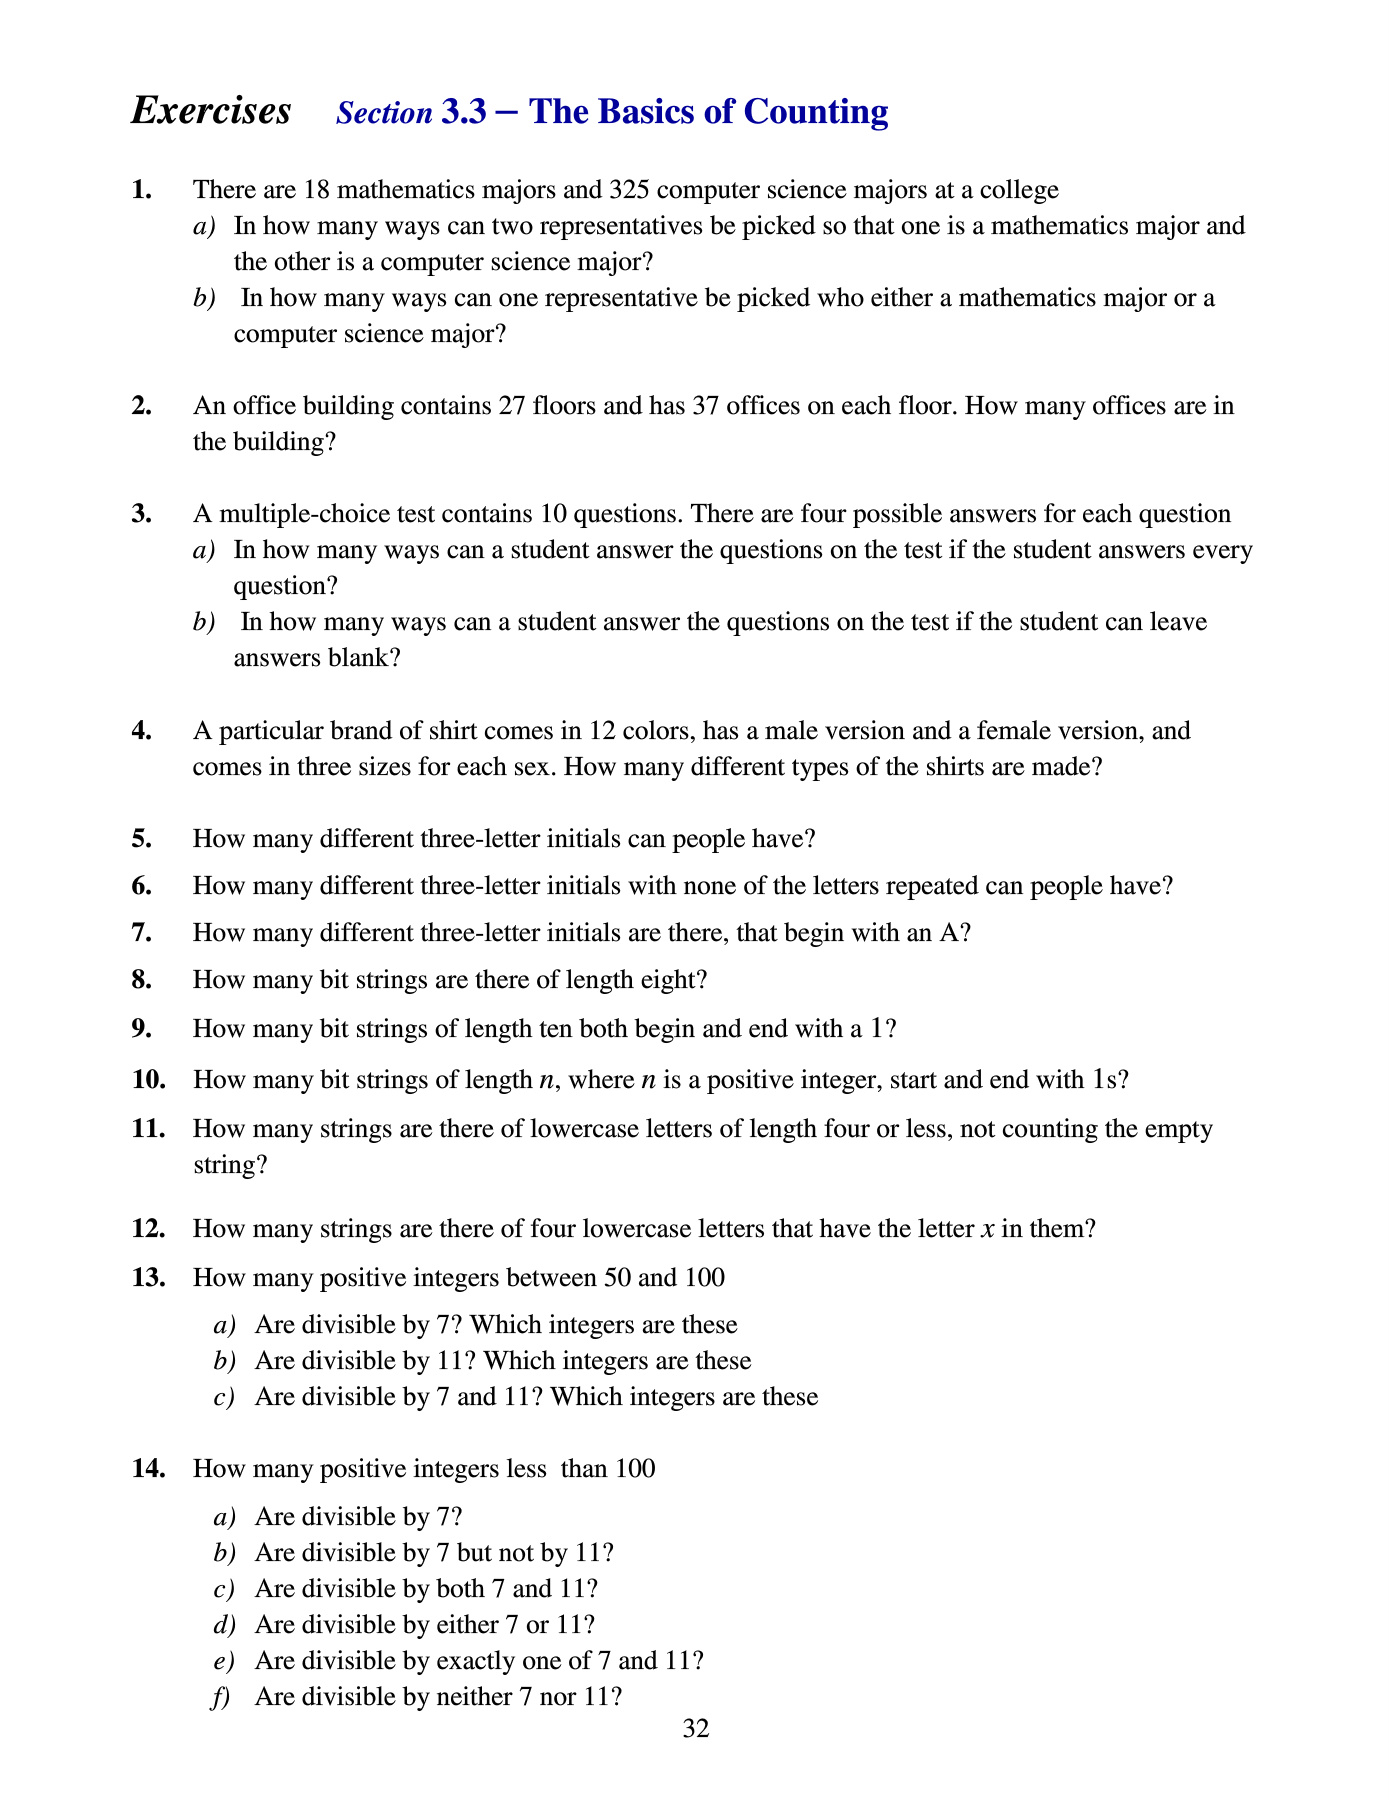 Exercises Section 3.3 – The Basics of Counting
1. There are 18 mathematics majors and 325 computer science majors at a college
a) In how many ways can two representatives be picked so that one is a mathematics major and
the other is a computer science major?
b) In how many ways can one representative be picked who either a mathematics major or a
computer science major?
2. An office building contains 27 floors and has 37 offices on each floor. How many offices are in
the building?
3. A multiple-choice test contains 10 questions. There are four possible answers for each question
a) In how many ways can a student answer the questions on the test if the student answers every
question?
b) In how many ways can a student answer the questions on the test if the student can leave
answers blank?
4. A particular brand of shirt comes in 12 colors, has a male version and a female version, and
comes in three sizes for each sex. How many different types of the shirts are made?
5. How many different three-letter initials can people have?
6. How many different three-letter initials with none of the letters repeated can people have?
7. How many different three-letter initials are there, that begin with an A?
8. How many bit strings are there of length eight?
9. How many bit strings of length ten both begin and end with a 1?
10. How many bit strings of length n, where n is a positive integer, start and end with 1s?
11. How many strings are there of lowercase letters of length four or less, not counting the empty
string?
12. How many strings are there of four lowercase letters that have the letter x in them?
13. How many positive integers between 50 and 100
a) Are divisible by 7? Which integers are these
b) Are divisible by 11? Which integers are these
c) Are divisible by 7 and 11? Which integers are these
14. How many positive integers less than 100
a) Are divisible by 7?
b) Are divisible by 7 but not by 11?
c) Are divisible by both 7 and 11?
d) Are divisible by either 7 or 11?
e) Are divisible by exactly one of 7 and 11?
f) Are divisible by neither 7 nor 11?
32